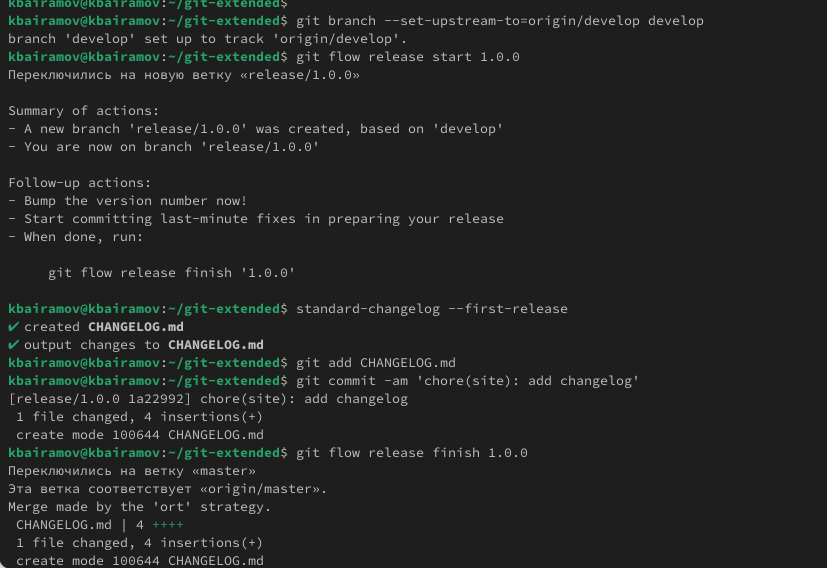 kbairamov@kbairamov:~/git-extended$
kbairamov@kbairamov:~/git-extended$ git branch --set-upstream-to=origin/develop develop
branch 'develop' set up to track 'origin/develop'.
kbairamov@kbairamov:~/git-extended$ git flow release start 1.0.0
Переключились на новую ветку «release/1.0.0»

Summary of actions:
- A new branch 'release/1.0.0' was created, based on 'develop'
- You are now on branch 'release/1.0.0'

Follow-up actions:
- Bump the version number now!
- Start committing last-minute fixes in preparing your release
- When done, run:

     git flow release finish '1.0.0'

kbairamov@kbairamov:~/git-extended$ standard-changelog --first-release
✔ created CHANGELOG.md
✔ output changes to CHANGELOG.md
kbairamov@kbairamov:~/git-extended$ git add CHANGELOG.md
kbairamov@kbairamov:~/git-extended$ git commit -am 'chore(site): add changelog'
[release/1.0.0 1a22992] chore(site): add changelog
 1 file changed, 4 insertions(+)
 create mode 100644 CHANGELOG.md
kbairamov@kbairamov:~/git-extended$ git flow release finish 1.0.0
Переключились на ветку «master»
Эта ветка соответствует «origin/master».
Merge made by the 'ort' strategy.
 CHANGELOG.md | 4 ++++
 1 file changed, 4 insertions(+)
 create mode 100644 CHANGELOG.md